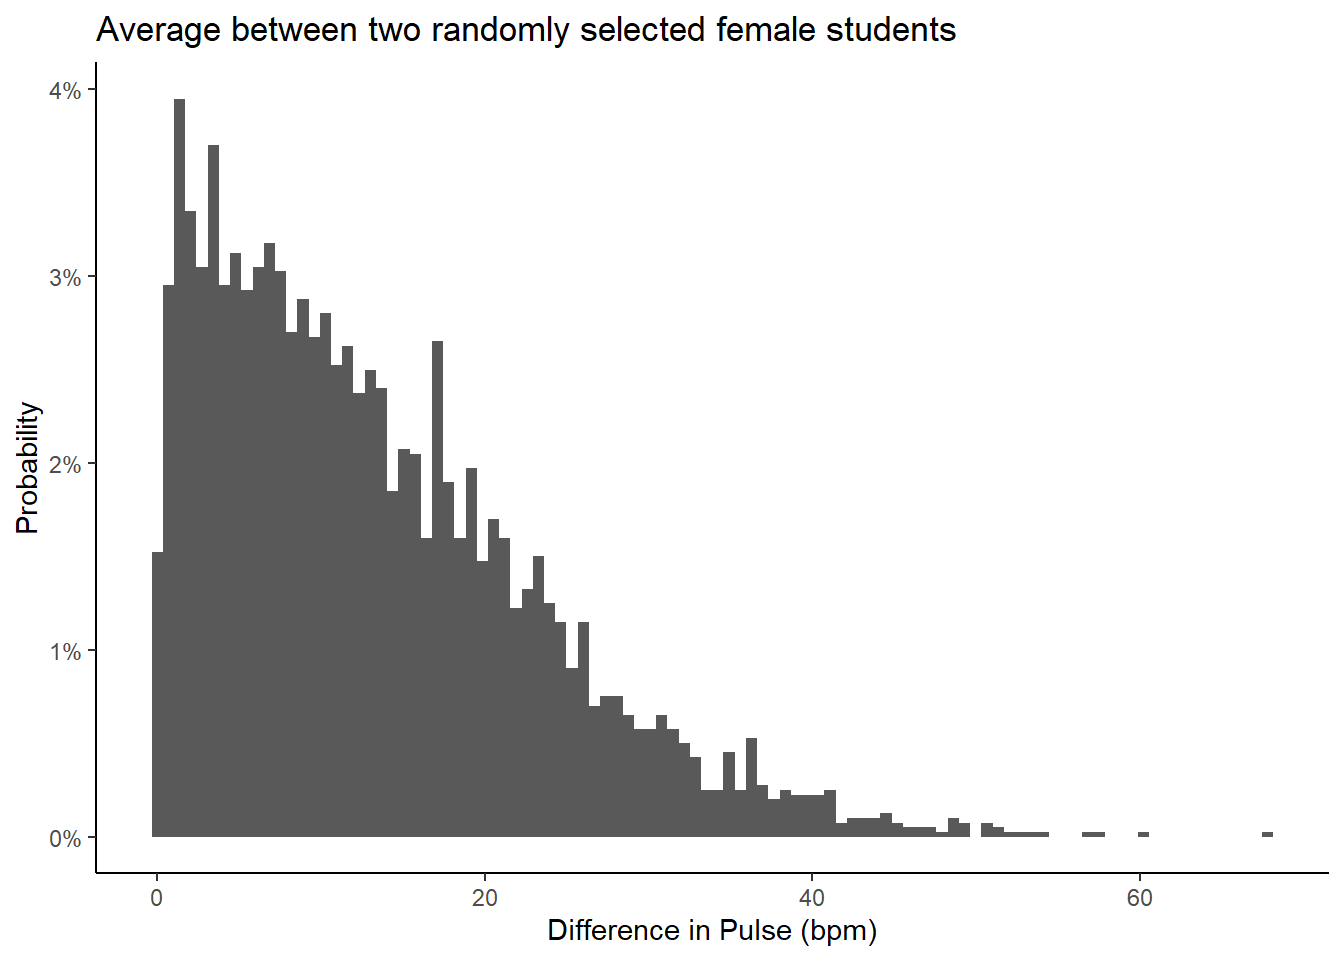 Average between two randomly selected female students
4%
3%
2%
1%
0%
Probability
0 20 40 60
Difference in Pulse (bpm)